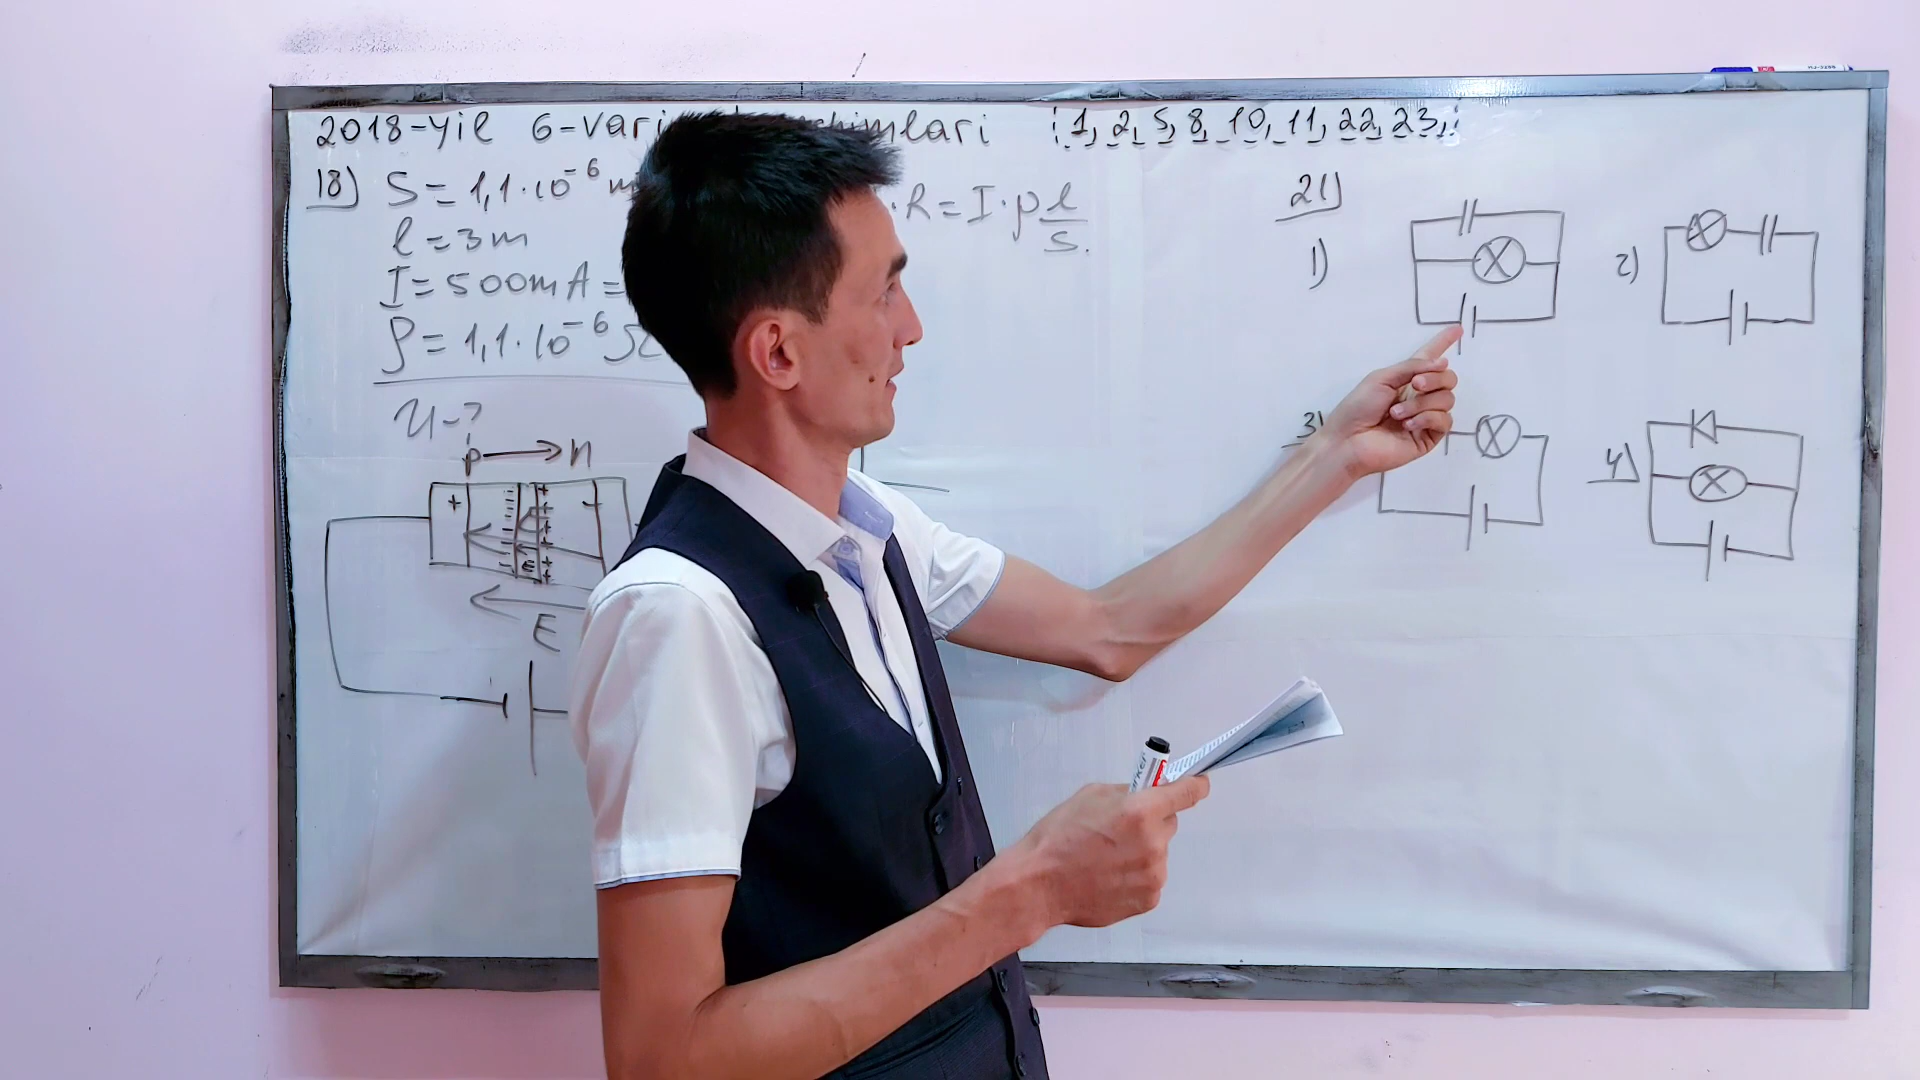 2018-yil 6-vari chimlari 1, 2, 5, 8, 10, 11, 22, 23,
18) S = 1,1·10⁻⁶ m
l = 3m
I = 500mA =
ρ = 1,1·10⁻⁶ Ω
U-?
·R = I·ρ l/S.
p → n
+ -
E
E
21)
1)
2)
3)
4)